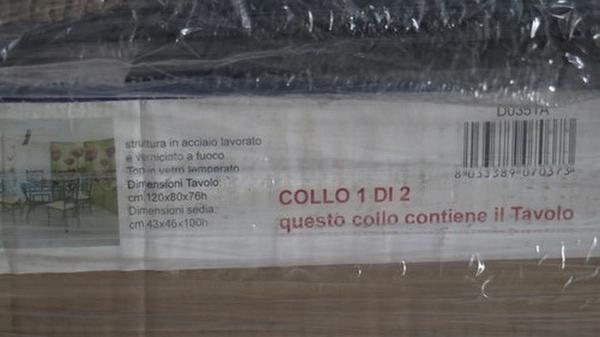 struttura in acciaio lavorato
e verniciato a fuoco
Top in vetro temperato
Dimensioni Tavolo:
cm 120x80x76h
Dimensioni sedia:
cm 43x46x100h
COLLO 1 DI 2
questo collo contiene il Tavolo
D0351A
8 033389 070373